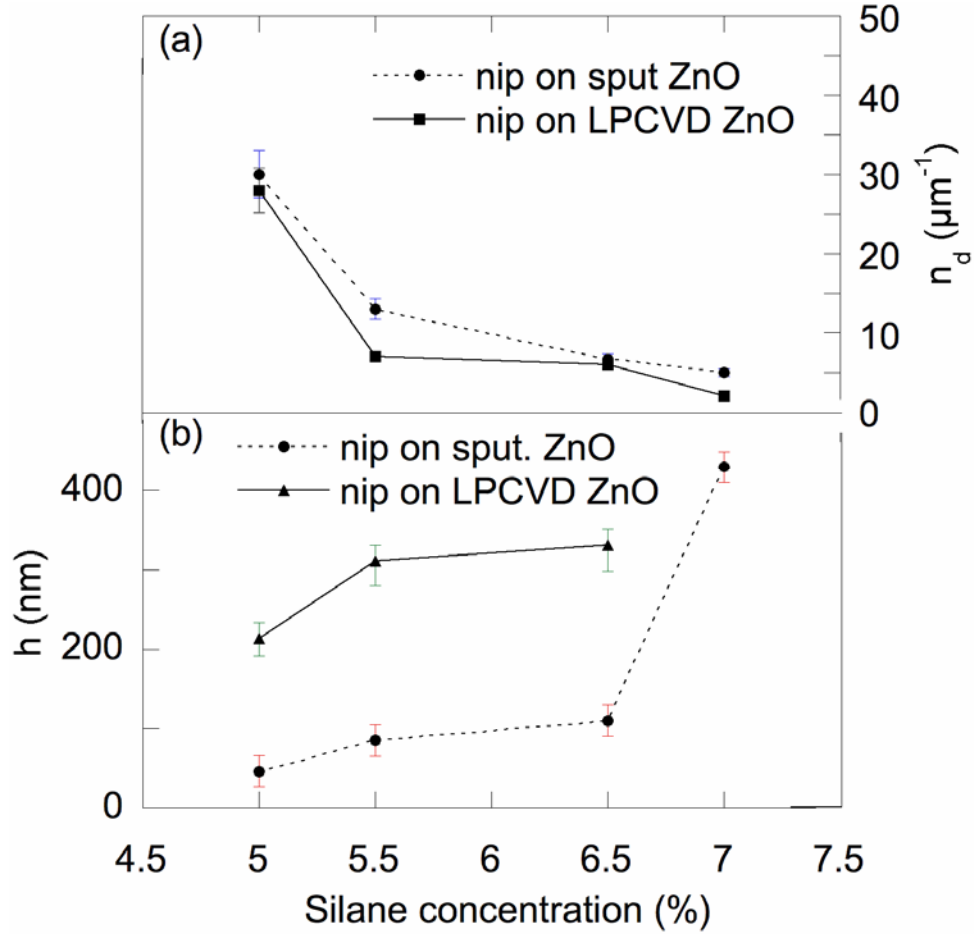 (a)
nip on sput ZnO
nip on LPCVD ZnO
50
40
30
20
10
0
n_d (µm⁻¹)
(b)
nip on sput. ZnO
nip on LPCVD ZnO
400
200
0
h (nm)
4.5 5 5.5 6 6.5 7 7.5
Silane concentration (%)